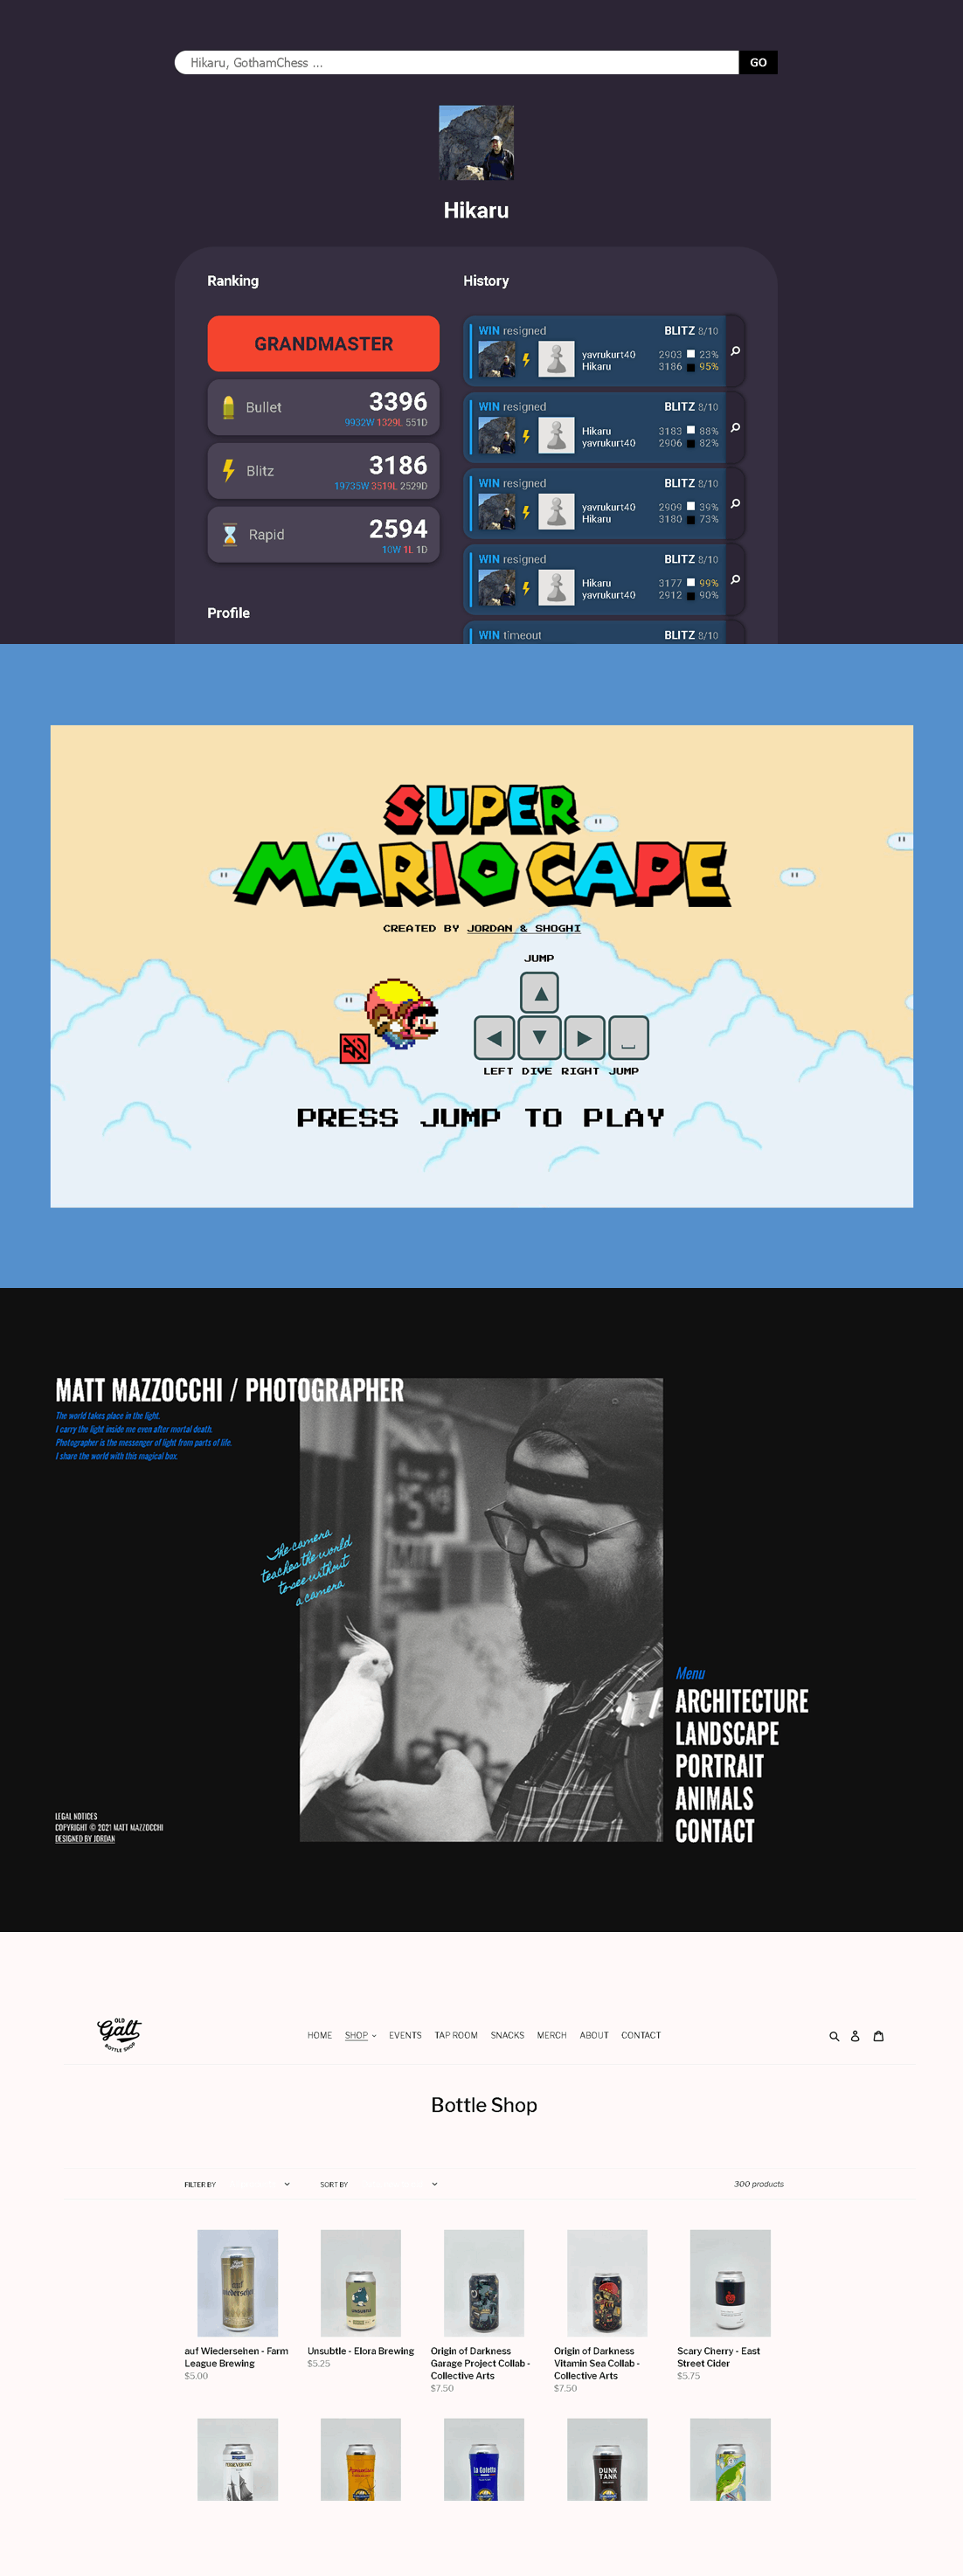 Hikaru, GothamChess ...
GO
Hikaru
Ranking
GRANDMASTER
Bullet
3396
9932W 1329L 551D
Blitz
3186
19735W 3519L 2529D
Rapid
2594
10W 1L 1D
Profile
History
WIN resigned BLITZ 8/10
yavrukurt40 2903 23%
Hikaru 3186 95%
WIN resigned BLITZ 8/10
Hikaru 3183 88%
yavrukurt40 2906 82%
WIN resigned BLITZ 8/10
yavrukurt40 2909 39%
Hikaru 3180 73%
WIN resigned BLITZ 8/10
Hikaru 3177 99%
yavrukurt40 2912 90%
WIN timeout BLITZ 8/10
SUPER
MARIO CAPE
CREATED BY JORDAN & SHOGHI
JUMP
LEFT DIVE RIGHT JUMP
PRESS JUMP TO PLAY
MATT MAZZOCCHI / PHOTOGRAPHER
The world takes place in the light.
I carry the light inside me even after mortal death.
Photographer is the messenger of light from parts of life.
I share the world with this magical box.
The camera
teaches the world
to see without
a camera
Menu
ARCHITECTURE
LANDSCAPE
PORTRAIT
ANIMALS
CONTACT
LEGAL NOTICES
COPYRIGHT © 2021 MATT MAZZOCCHI
DESIGNED BY JORDAN
OLD
Galt
BOTTLE SHOP
HOME SHOP EVENTS TAP ROOM SNACKS MERCH ABOUT CONTACT
Bottle Shop
FILTER BY SORT BY 300 products
auf Wiedersehen - Farm
League Brewing
$5.00
UNSUBTLE
Unsubtle - Elora Brewing
$5.25
Origin of Darkness
Garage Project Collab -
Collective Arts
$7.50
Origin of Darkness
Vitamin Sea Collab -
Collective Arts
$7.50
Scary Cherry - East
Street Cider
$5.75
La Goletta
DUNK
TANK